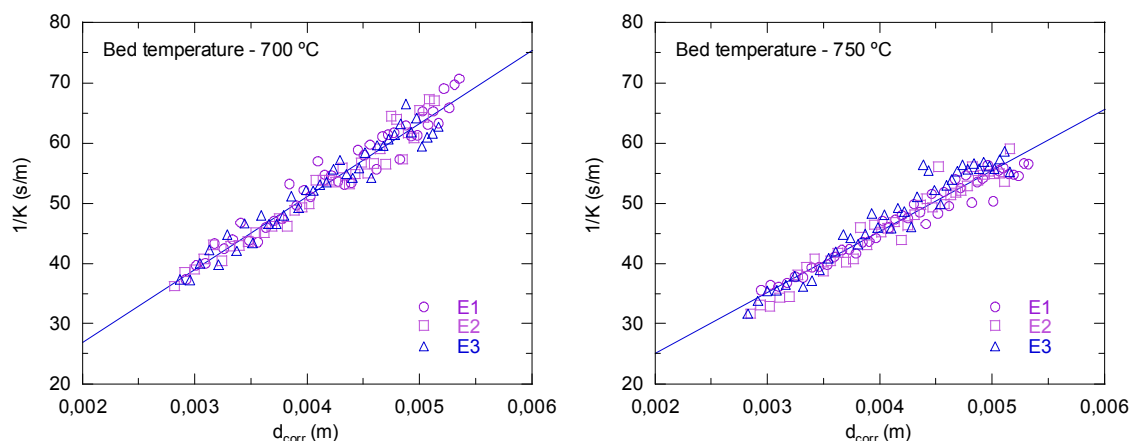 Bed temperature - 700 ºC
1/K (s/m)
80
70
60
50
40
30
20
E1
E2
E3
0,002 0,003 0,004 0,005 0,006
d_corr (m)
Bed temperature - 750 ºC
1/K (s/m)
80
70
60
50
40
30
20
E1
E2
E3
0,002 0,003 0,004 0,005 0,006
d_corr (m)